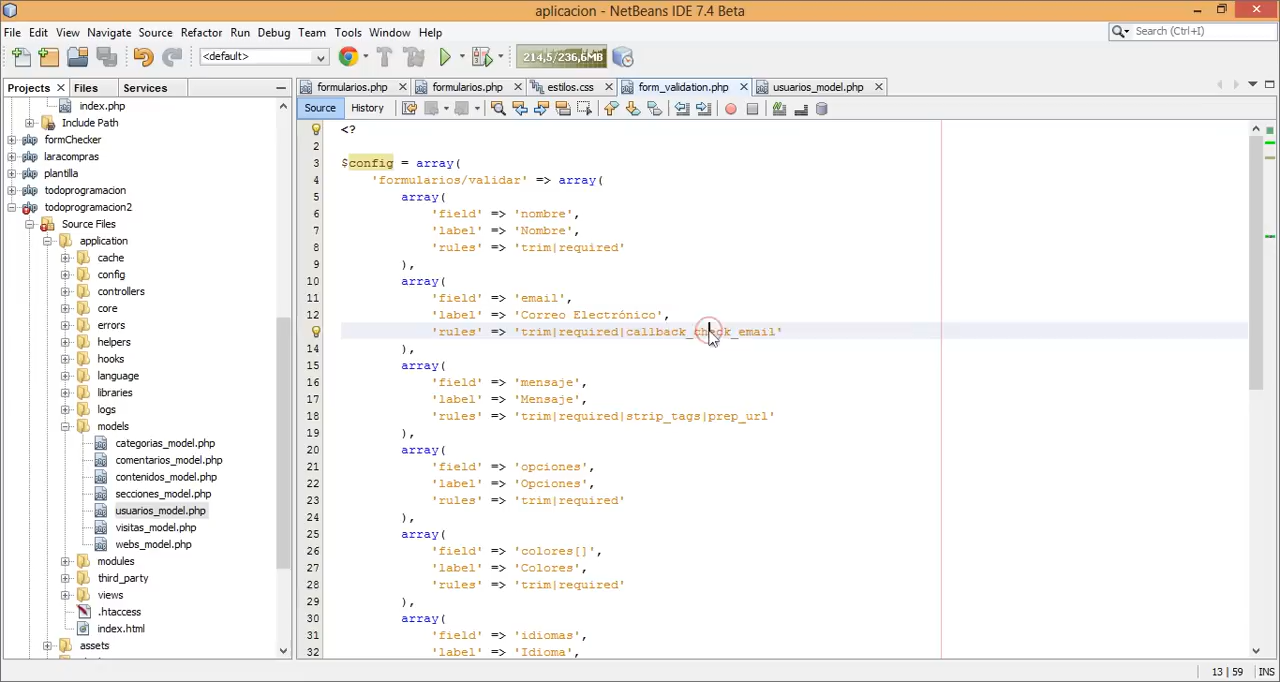 aplicacion - NetBeans IDE 7.4 Beta
File Edit View Navigate Source Refactor Run Debug Team Tools Window Help
Search (Ctrl+I)
<default>
214,5/236,6MB
Projects Files Services
formularios.php formularios.php estilos.css form_validation.php usuarios_model.php
Source History
index.php
Include Path
formChecker
laracompras
plantilla
todoprogramacion
todoprogramacion2
Source Files
application
cache
config
controllers
core
errors
helpers
hooks
language
libraries
logs
models
categorias_model.php
comentarios_model.php
contenidos_model.php
secciones_model.php
usuarios_model.php
visitas_model.php
webs_model.php
modules
third_party
views
.htaccess
index.html
assets
<?
2
3 $config = array(
4 'formularios/validar' => array(
5 array(
6 'field' => 'nombre',
7 'label' => 'Nombre',
8 'rules' => 'trim|required'
9 ),
10 array(
11 'field' => 'email',
12 'label' => 'Correo Electrónico',
'rules' => 'trim|required|callback_check_email'
14 ),
15 array(
16 'field' => 'mensaje',
17 'label' => 'Mensaje',
18 'rules' => 'trim|required|strip_tags|prep_url'
19 ),
20 array(
21 'field' => 'opciones',
22 'label' => 'Opciones',
23 'rules' => 'trim|required'
24 ),
25 array(
26 'field' => 'colores[]',
27 'label' => 'Colores',
28 'rules' => 'trim|required'
29 ),
30 array(
31 'field' => 'idiomas',
32 'label' => 'Idioma',
13 | 59 INS